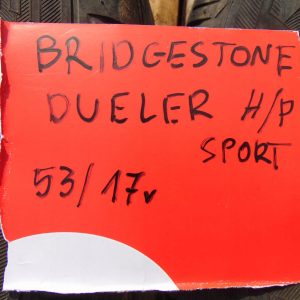 BRIDGESTONE
DUELER H/P
SPORT
53/17v